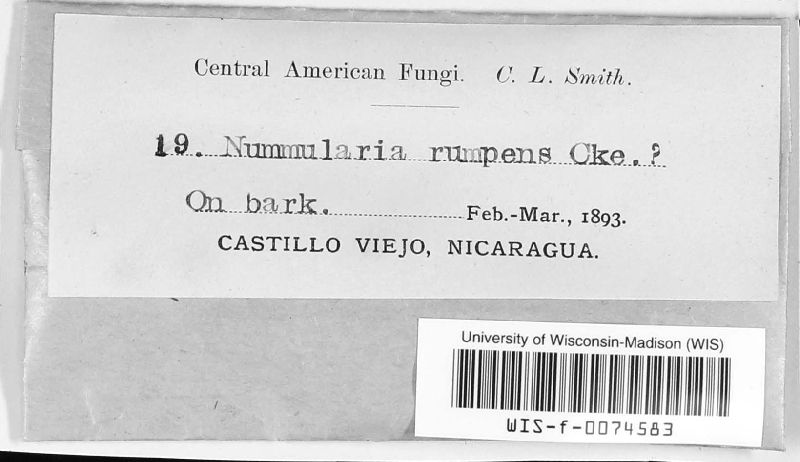 Central American Fungi. C. L. Smith.
19. Nummularia rumpens Cke.?
On bark. Feb.-Mar., 1893.
CASTILLO VIEJO, NICARAGUA.
University of Wisconsin-Madison (WIS)
WIS-f-0074583